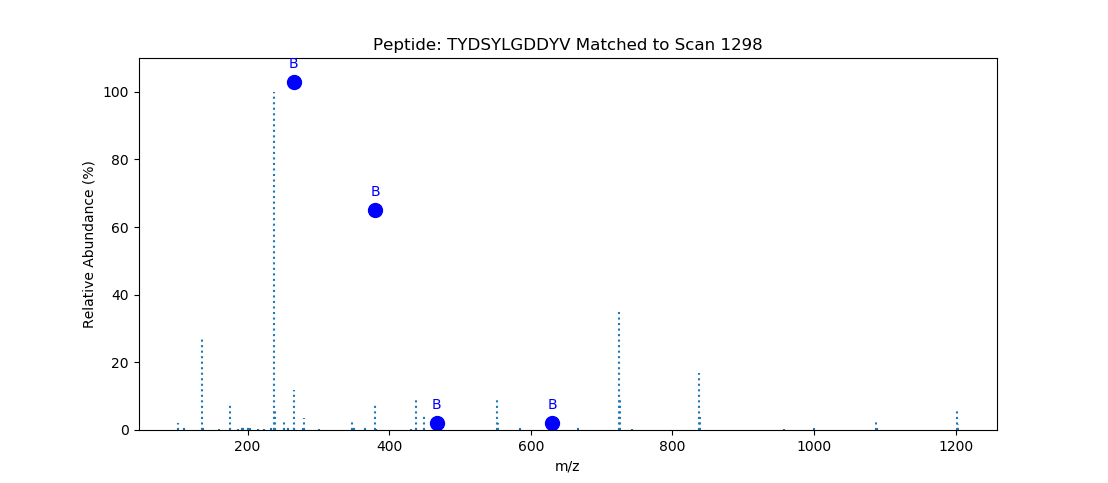 Peptide: TYDSYLGDDYV Matched to Scan 1298
B
B
B
B
Relative Abundance (%)
100
80
60
40
20
0
200
400
600
800
1000
1200
m/z